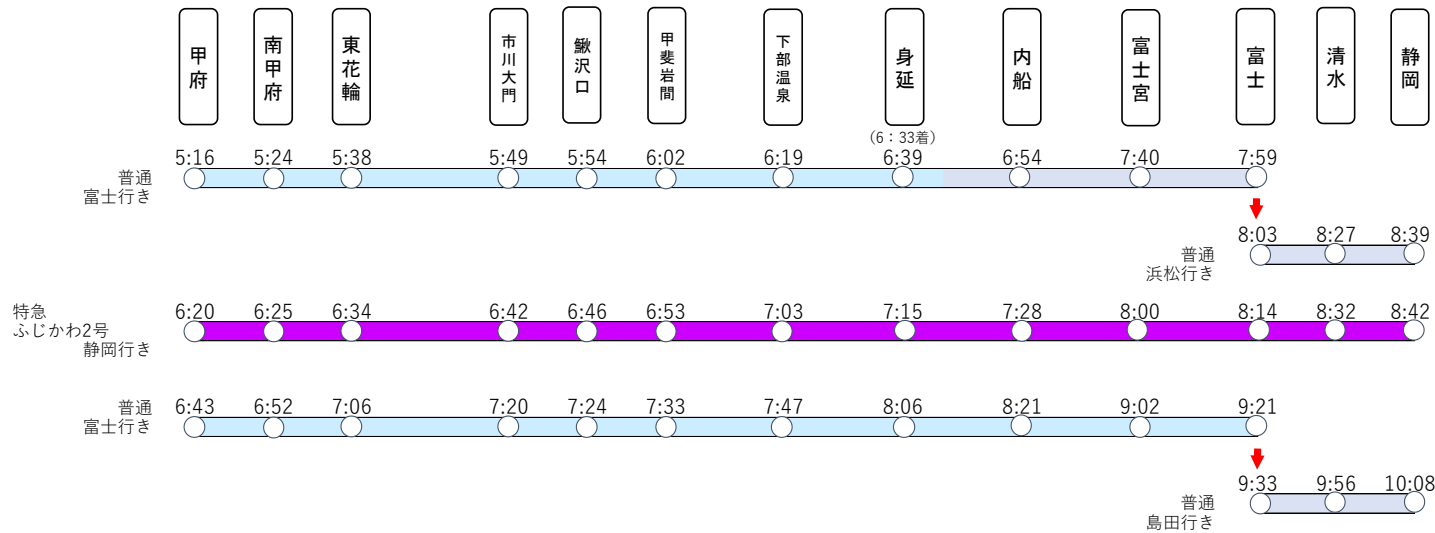 甲府 南甲府 東花輪 市川大門 鰍沢口 甲斐岩間 下部温泉 身延 内船 富士宮 富士 清水 静岡
（6：33着）
5:16 5:24 5:38 5:49 5:54 6:02 6:19 6:39 6:54 7:40 7:59
普通
富士行き
8:03 8:27 8:39
普通
浜松行き
特急
ふじかわ2号
静岡行き
6:20 6:25 6:34 6:42 6:46 6:53 7:03 7:15 7:28 8:00 8:14 8:32 8:42
普通
富士行き
6:43 6:52 7:06 7:20 7:24 7:33 7:47 8:06 8:21 9:02 9:21
9:33 9:56 10:08
普通
島田行き